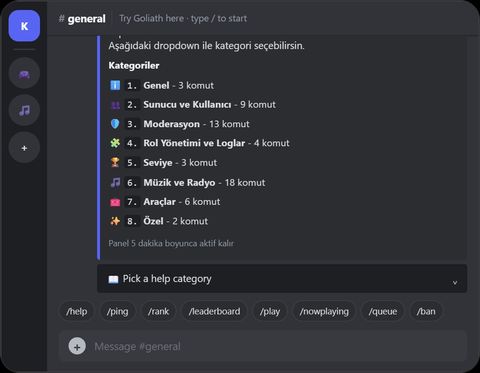 K
# general
Try Goliath here · type / to start
Aşağıdaki dropdown ile kategori seçebilirsin.
Kategoriler
1. Genel - 3 komut
2. Sunucu ve Kullanıcı - 9 komut
3. Moderasyon - 13 komut
4. Rol Yönetimi ve Loglar - 4 komut
5. Seviye - 3 komut
6. Müzik ve Radyo - 18 komut
7. Araçlar - 6 komut
8. Özel - 2 komut
Panel 5 dakika boyunca aktif kalır
Pick a help category
/help /ping /rank /leaderboard /play /nowplaying /queue /ban
Message #general